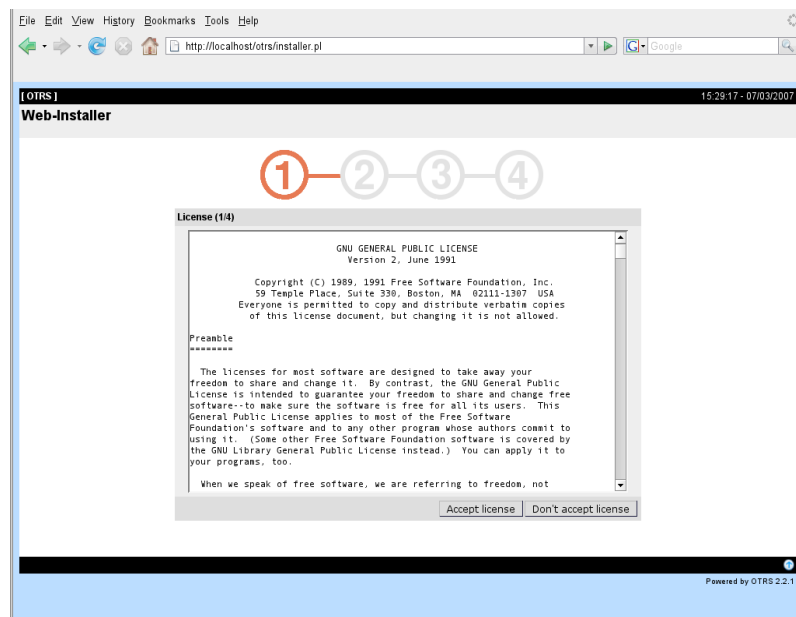 File Edit View History Bookmarks Tools Help
http://localhost/otrs/installer.pl
G Google
[ OTRS ] 15:29:17 - 07/03/2007
Web-Installer
1 2 3 4
License (1/4)
GNU GENERAL PUBLIC LICENSE
Version 2, June 1991
Copyright (C) 1989, 1991 Free Software Foundation, Inc.
59 Temple Place, Suite 330, Boston, MA 02111-1307 USA
Everyone is permitted to copy and distribute verbatim copies
of this license document, but changing it is not allowed.
Preamble
========
The licenses for most software are designed to take away your
freedom to share and change it. By contrast, the GNU General Public
License is intended to guarantee your freedom to share and change free
software--to make sure the software is free for all its users. This
General Public License applies to most of the Free Software
Foundation's software and to any other program whose authors commit to
using it. (Some other Free Software Foundation software is covered by
the GNU Library General Public License instead.) You can apply it to
your programs, too.
When we speak of free software, we are referring to freedom, not
Accept license Don't accept license
Powered by OTRS 2.2.1